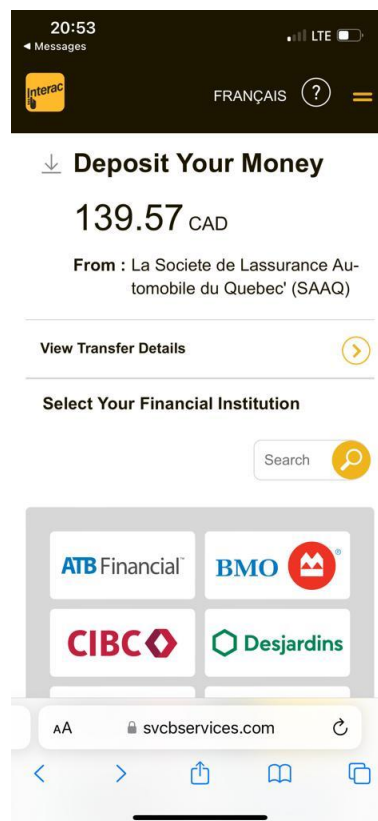 20:53
LTE
◀ Messages
Interac
FRANÇAIS ?
Deposit Your Money
139.57 CAD
From : La Societe de Lassurance Au-
tomobile du Quebec' (SAAQ)
View Transfer Details
Select Your Financial Institution
Search
ATB Financial™
BMO ®
CIBC
Desjardins
AA svcbservices.com